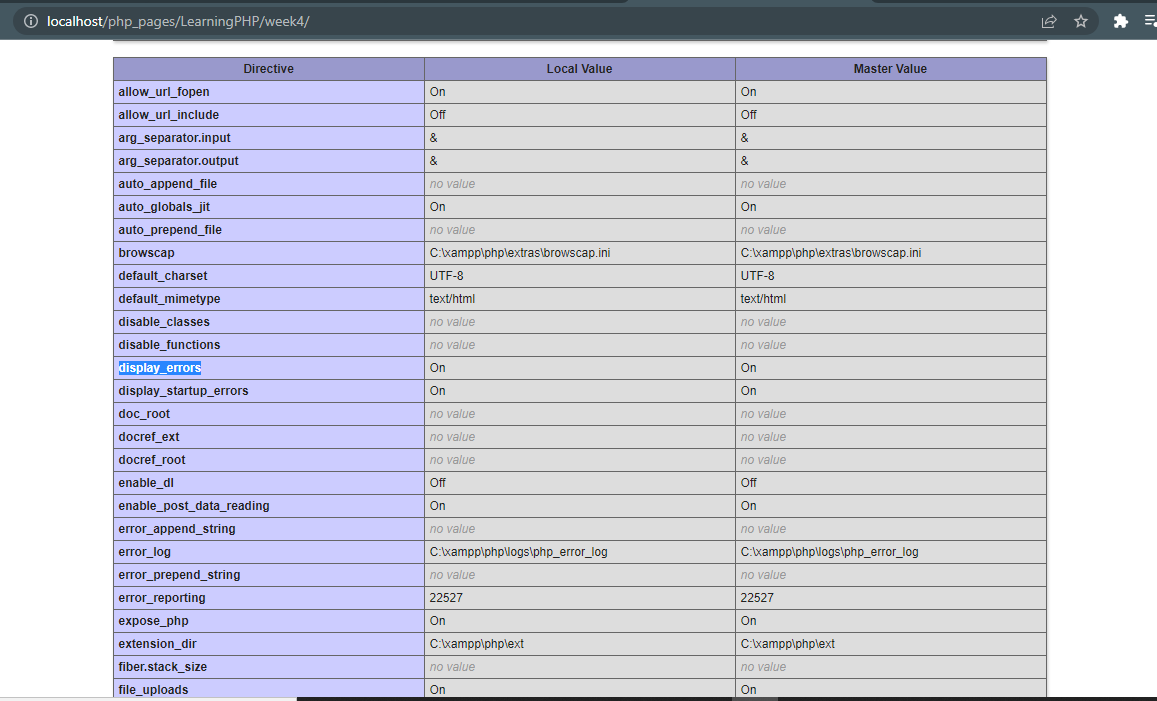 localhost/php_pages/LearningPHP/week4/
Directive Local Value Master Value
allow_url_fopen On On
allow_url_include Off Off
arg_separator.input & &
arg_separator.output & &
auto_append_file no value no value
auto_globals_jit On On
auto_prepend_file no value no value
browscap C:\xampp\php\extras\browscap.ini C:\xampp\php\extras\browscap.ini
default_charset UTF-8 UTF-8
default_mimetype text/html text/html
disable_classes no value no value
disable_functions no value no value
display_errors On On
display_startup_errors On On
doc_root no value no value
docref_ext no value no value
docref_root no value no value
enable_dl Off Off
enable_post_data_reading On On
error_append_string no value no value
error_log C:\xampp\php\logs\php_error_log C:\xampp\php\logs\php_error_log
error_prepend_string no value no value
error_reporting 22527 22527
expose_php On On
extension_dir C:\xampp\php\ext C:\xampp\php\ext
fiber.stack_size no value no value
file_uploads On On